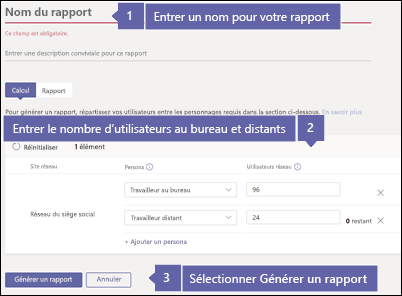 Nom du rapport
1 Entrer un nom pour votre rapport
Ce champ est obligatoire.
Entrer une description conviviale pour ce rapport
Calcul Rapport
Pour générer un rapport, répartissez vos utilisateurs entre les personnages requis dans la section ci-dessous. En savoir plus
Entrer le nombre d'utilisateurs au bureau et distants 2
Réinitialiser 1 élément
Site réseau Persona Utilisateurs réseau
Travailleur au bureau 96
Réseau du siège social Travailleur distant 24 0 restant
+ Ajouter un persona
Générer un rapport Annuler 3 Sélectionner Générer un rapport